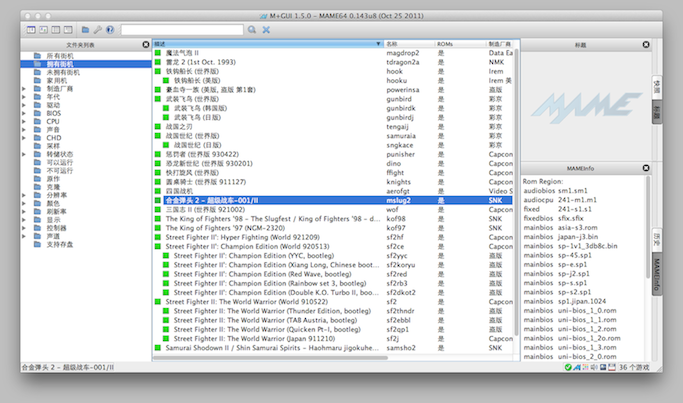 M+GUI 1.5.0 - MAME64 0.143u8 (Oct 25 2011)
文件夹列表
所有街机
拥有街机
未拥有街机
家用机
制造厂商
年代
驱动
BIOS
CPU
声音
CHD
采样
转储状态
可以运行
不可运行
原作
克隆
分辨率
颜色
刷新率
显示
控制器
声道
支持存盘
描述 名称 ROMs 制造厂商
魔法气泡 II magdrop2 是 Data Ea
雷龙 2 (1st Oct. 1993) tdragon2a 是 NMK
铁钩船长 (世界版) hook 是 Irem
铁钩船长 (美版) hooku 是 Irem 美
豪血寺一族 (美版, 盗版 第1套) powerinsa 是 盗版
武装飞鸟 (世界版) gunbird 是 彩京
武装飞鸟 (韩国版) gunbirdk 是 彩京
武装飞鸟 (日版) gunbirdj 是 彩京
战国之刃 tengaij 是 彩京
战国世纪 (世界版) samuraia 是 彩京
战国世纪 (日版) sngkace 是 彩京
惩罚者 (世界版 930422) punisher 是 Capcon
恐龙新世纪 (世界版 930201) dino 是 Capcon
快打旋风 (世界版) ffight 是 Capcon
圆桌骑士 (世界版 911127) knights 是 Capcon
四国战机 aerofgt 是 Video S
合金弹头 2 - 超级战车-001/II mslug2 是 SNK
三国志 II (世界版 921002) wof 是 Capcon
The King of Fighters '98 - The Slugfest / King of Fighters '98 - d... kof98 是 SNK
The King of Fighters '97 (NGM-2320) kof97 是 SNK
Street Fighter II': Hyper Fighting (World 921209) sf2hf 是 Capcon
Street Fighter II': Champion Edition (World 920513) sf2ce 是 Capcon
Street Fighter II': Champion Edition (YYC, bootleg) sf2yyc 是 盗版
Street Fighter II': Champion Edition (Xiang Long, Chinese boo... sf2koryu 是 盗版
Street Fighter II': Champion Edition (Red Wave, bootleg) sf2red 是 盗版
Street Fighter II': Champion Edition (Rainbow set 3, bootleg) sf2rb3 是 盗版
Street Fighter II': Champion Edition (Double K.O. Turbo II, boo... sf2dkot2 是 盗版
Street Fighter II: The World Warrior (World 910522) sf2 是 Capcon
Street Fighter II: The World Warrior (Thunder Edition, bootleg) sf2thndr 是 盗版
Street Fighter II: The World Warrior (TAB Austria, bootleg) sf2ebbl 是 盗版
Street Fighter II: The World Warrior (Quicken Pt-I, bootleg) sf2qp1 是 盗版
Street Fighter II: The World Warrior (Japan 911210) sf2j 是 Capcon
Samurai Shodown II / Shin Samurai Spirits - Haohmaru jigokuhe... samsho2 是 SNK
标题
MAME
快照
标题
MAMEInfo
Rom Region:
audiobios sm1.sm1
audiocpu 241-m1.m1
fixed 241-s1.s1
fixedbios sfix.sfix
mainbios asia-s3.rom
mainbios japan-j3.bin
mainbios sp-1v1_3db8c.bin
mainbios sp-45.sp1
mainbios sp-e.sp1
mainbios sp-j2.sp1
mainbios sp-s.sp1
mainbios sp-s2.sp1
mainbios sp1.jipan.1024
mainbios uni-bios_1_0.rom
mainbios uni-bios_1_1.rom
mainbios uni-bios_1_2.rom
mainbios uni-bios_1_2o.rom
mainbios uni-bios_1_3.rom
mainbios uni-bios_2_0.rom
历史
MAMEInfo
合金弹头 2 - 超级战车-001/II
36 个游戏